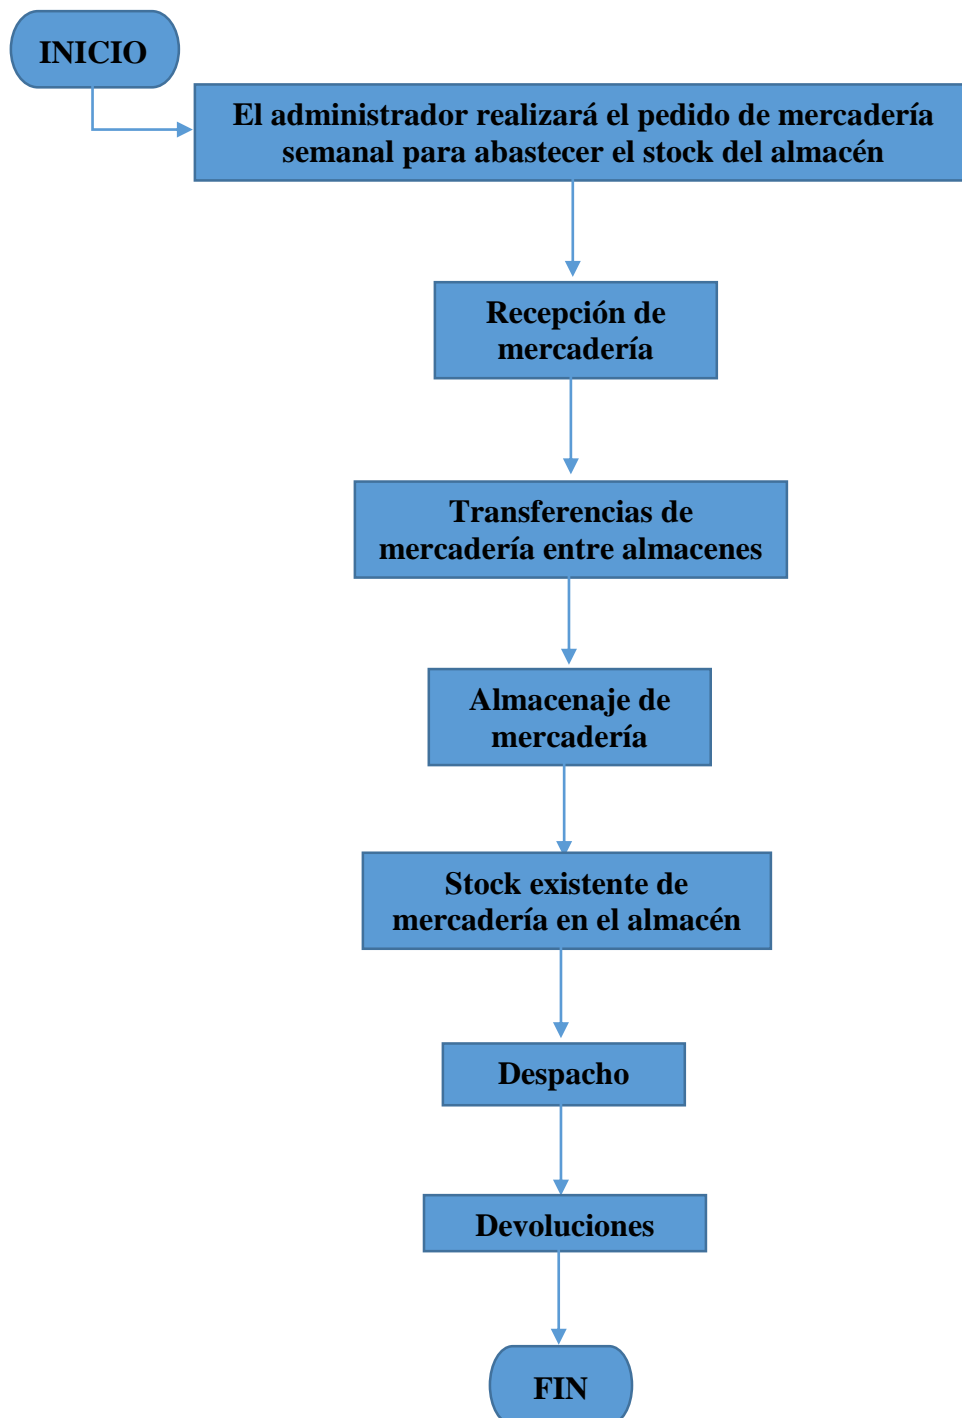 INICIO
El administrador realizará el pedido de mercadería
semanal para abastecer el stock del almacén
Recepción de
mercadería
Transferencias de
mercadería entre almacenes
Almacenaje de
mercadería
Stock existente de
mercadería en el almacén
Despacho
Devoluciones
FIN